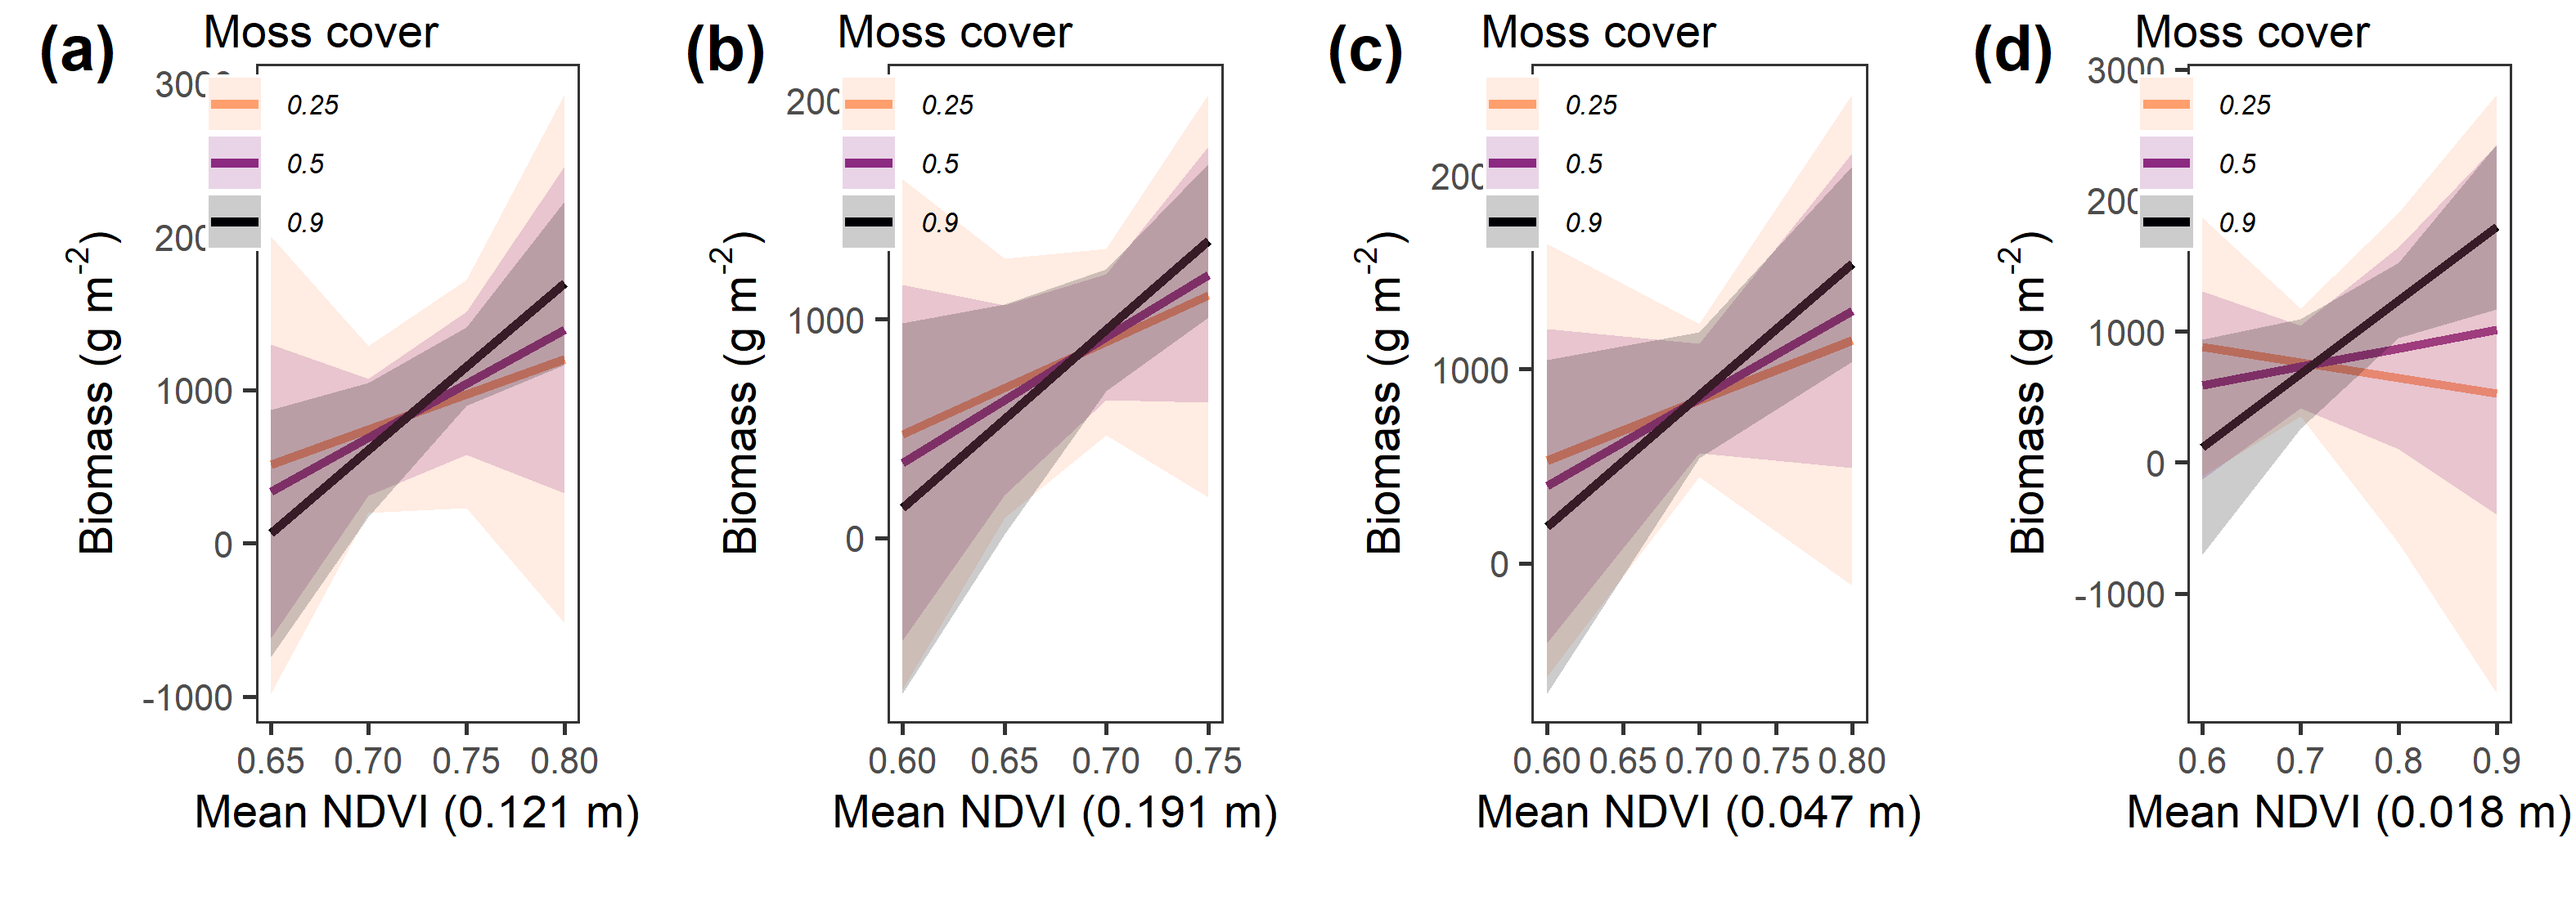 (a) Moss cover
3000
2000
1000
0
-1000
0.25
0.5
0.9
Biomass (g m-2)
0.65 0.70 0.75 0.80
Mean NDVI (0.121 m)
(b) Moss cover
1000
0
0.25
0.5
0.9
Biomass (g m-2)
0.60 0.65 0.70 0.75
Mean NDVI (0.191 m)
(c) Moss cover
1000
0
0.25
0.5
0.9
Biomass (g m-2)
0.60 0.65 0.70 0.75 0.80
Mean NDVI (0.047 m)
(d) Moss cover
3000
1000
0
-1000
0.25
0.5
0.9
Biomass (g m-2)
0.6 0.7 0.8 0.9
Mean NDVI (0.018 m)